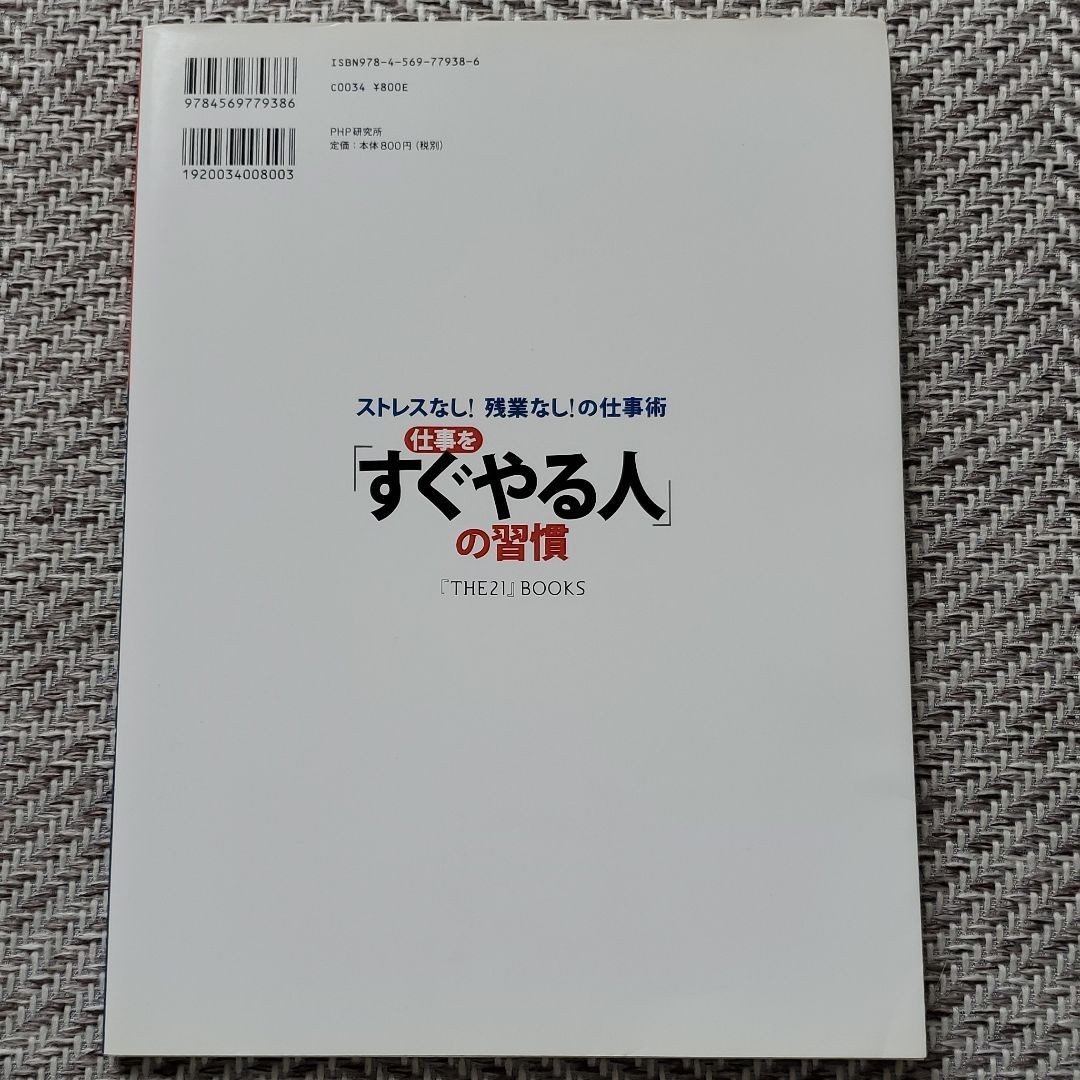 ISBN978-4-569-77938-6
C0034 ¥800E
9784569779386
PHP研究所
定価：本体800円（税別）
1920034008003
ストレスなし！ 残業なし！の仕事術
仕事を
「すぐやる人」
の習慣
『THE21』BOOKS